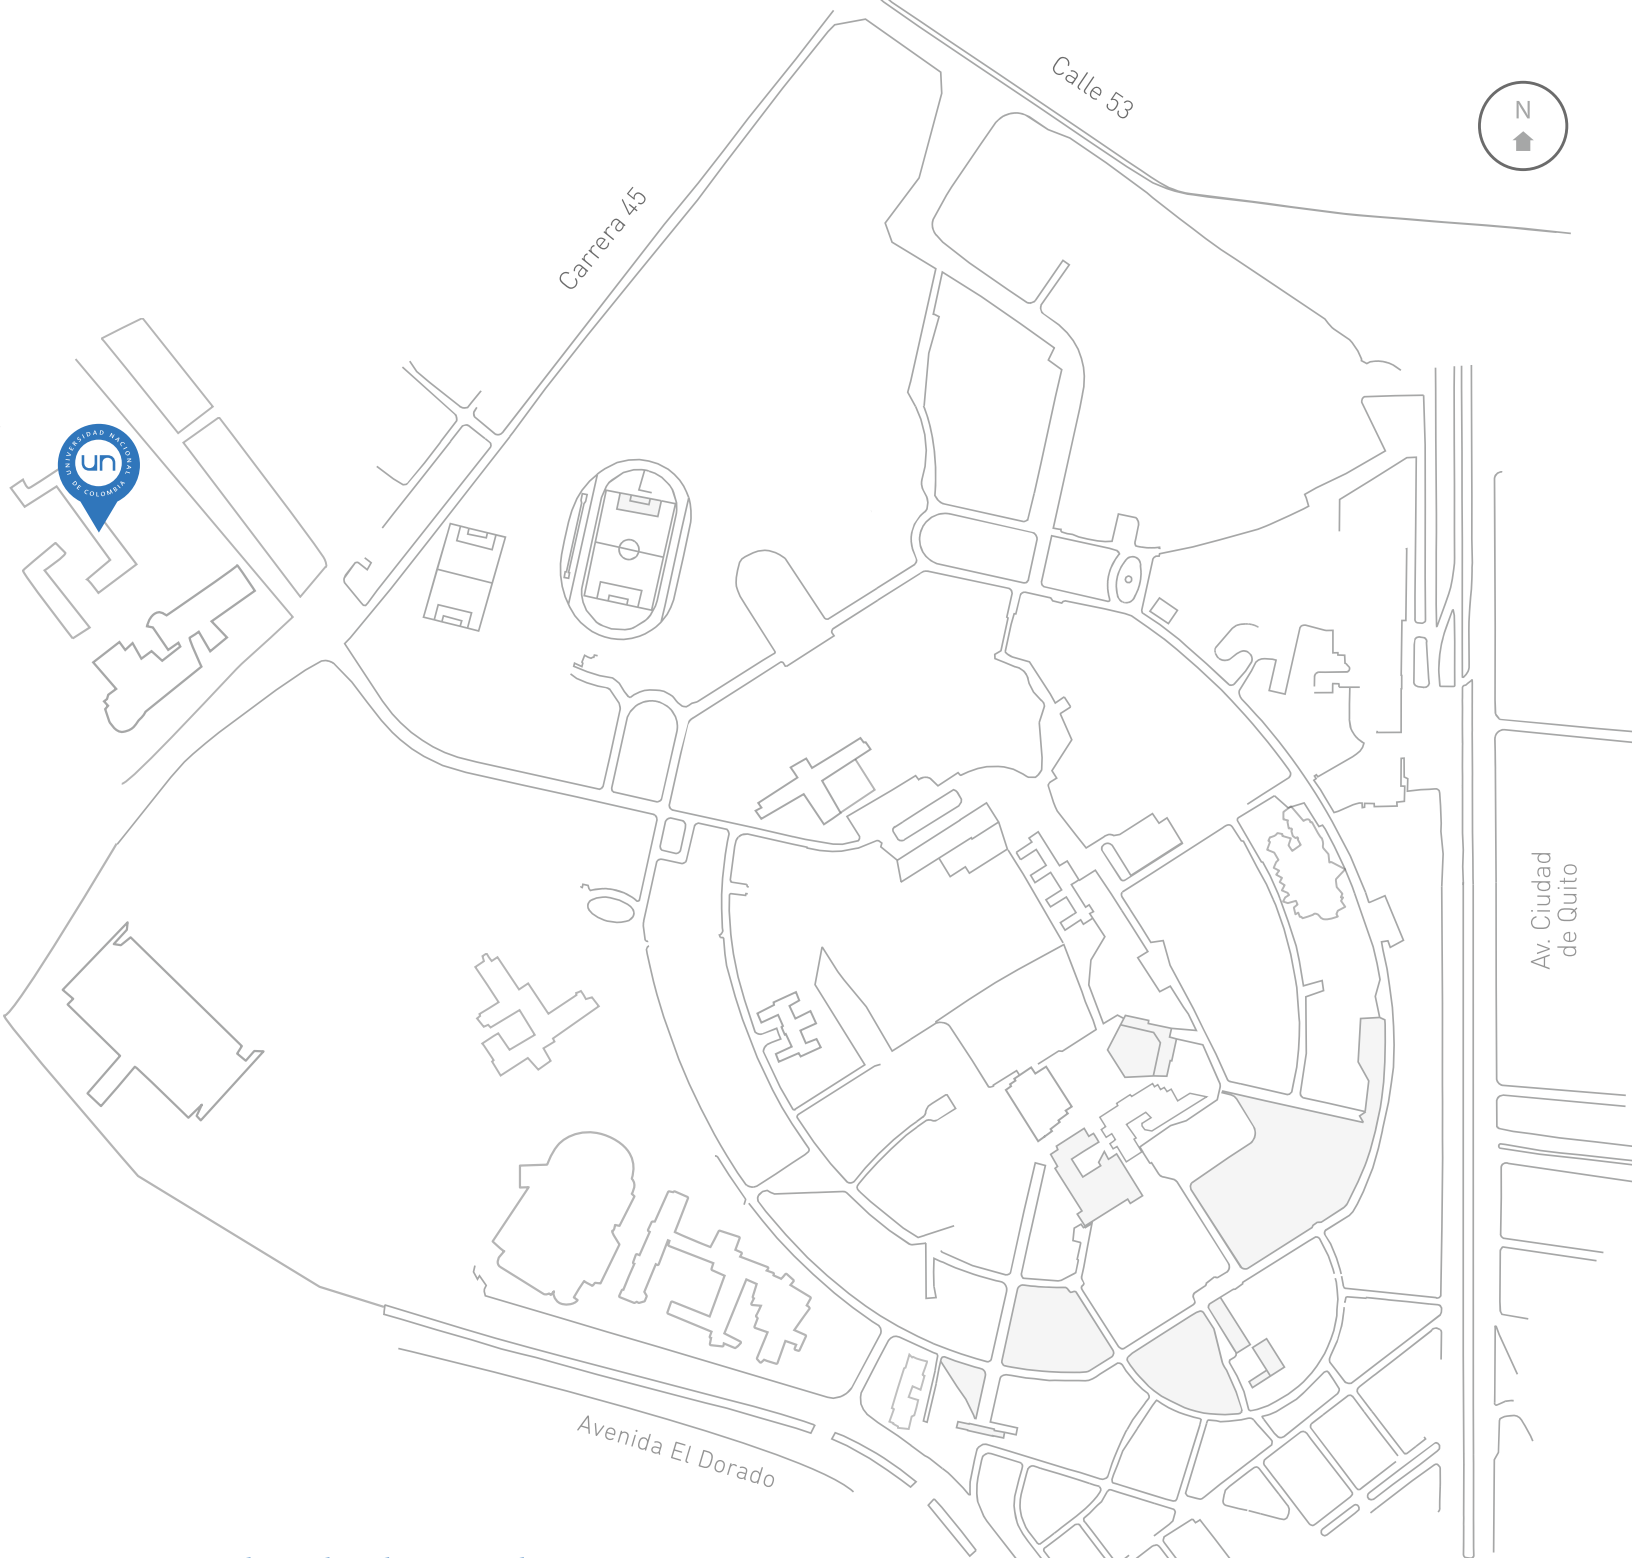 Calle 53
N
Carrera 45
UNIVERSIDAD NACIONAL
un
DE COLOMBIA
Av. Ciudad
de Quito
Avenida El Dorado